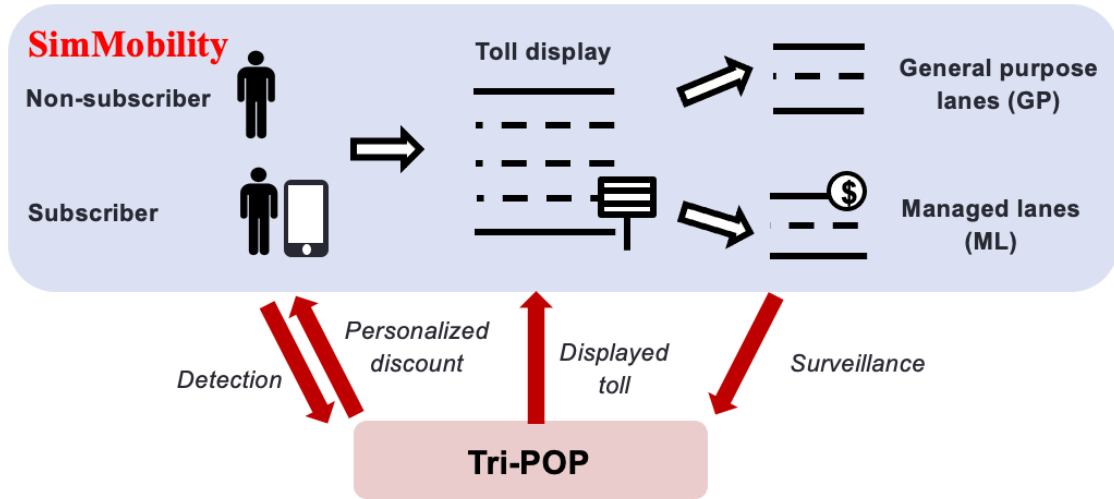 SimMobility
Non-subscriber
Subscriber
Toll display
General purpose
lanes (GP)
$
Managed lanes
(ML)
Detection
Personalized
discount
Displayed
toll
Surveillance
Tri-POP